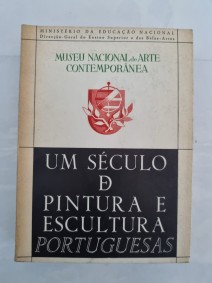 MINISTÉRIO DA EDUCAÇÃO NACIONAL
Direcção-Geral do Ensino Superior e das Belas-Artes
MUSEU NACIONAL de ARTE
CONTEMPORÂNEA
UM SÉCULO
DE
PINTURA E
ESCULTURA
PORTUGUESAS